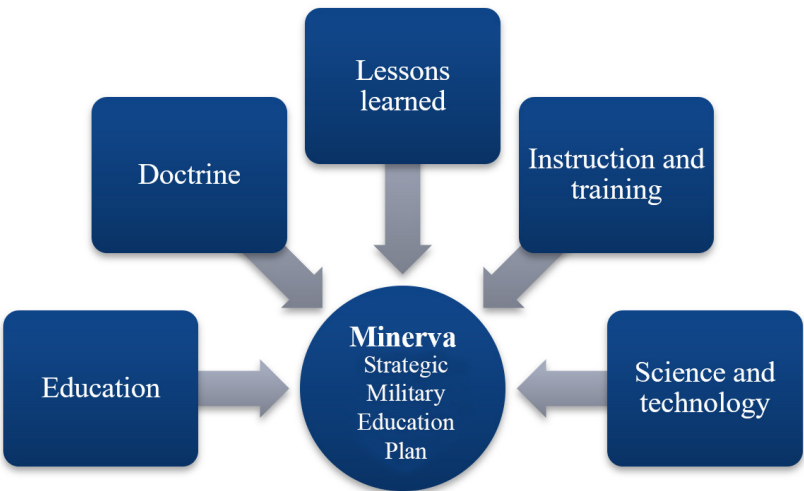 Lessons
learned
Doctrine
Instruction and
training
Education
Minerva
Strategic
Military
Education
Plan
Science and
technology